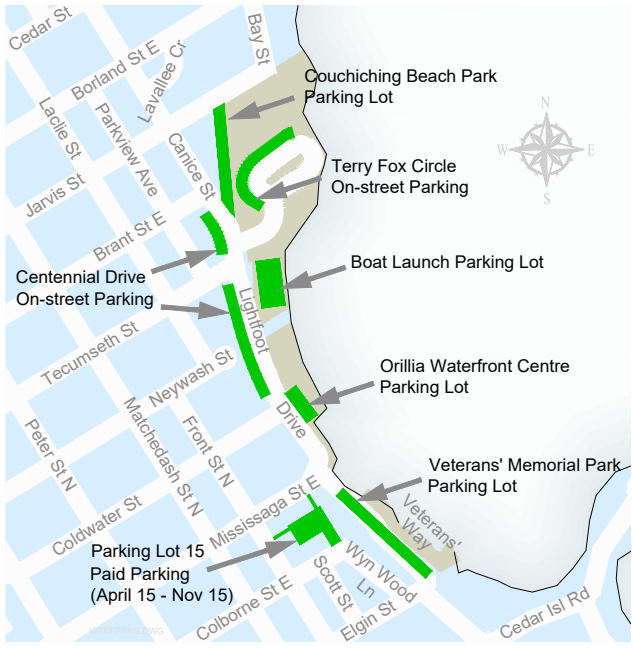 Cedar St
Bay St
Borland St E
Lavallee Cr
Couchiching Beach Park
Parking Lot
Laclie St
Parkview Ave
Canice St
N
W
E
S
Terry Fox Circle
On-street Parking
Jarvis St
Brant St E
Boat Launch Parking Lot
Centennial Drive
On-street Parking
Lightfoot
Drive
Tecumseth St
Neywash St
Orillia Waterfront Centre
Parking Lot
Peter St N
Matchedash St N
Front St N
Veterans' Memorial Park
Parking Lot
Coldwater St
Mississaga St E
Veterans'
Way
Parking Lot 15
Paid Parking
(April 15 - Nov 15)
Wyn Wood
Ln
Scott St
Colborne St E
Elgin St
Cedar Isl Rd